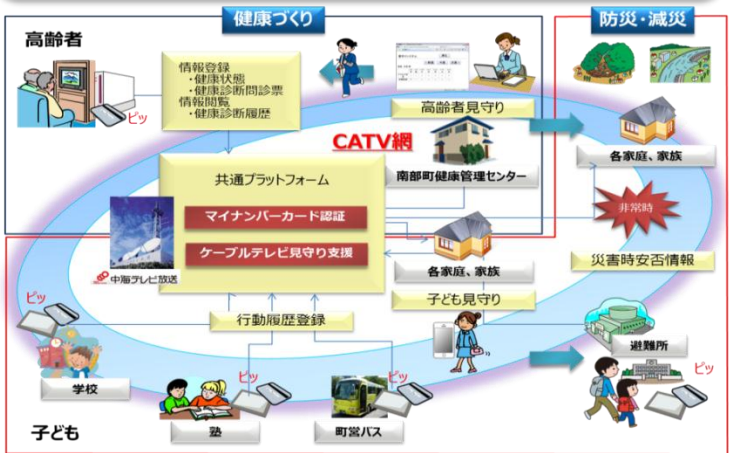 健康づくり
防災・減災
高齢者
情報登録
・健康状態
・健康診断問診票
情報閲覧
・健康診断履歴
ピッ
高齢者見守り
CATV網
南部町健康管理センター
各家庭、家族
共通プラットフォーム
マイナンバーカード認証
ケーブルテレビ見守り支援
中海テレビ放送
非常時
災害時安否情報
各家庭、家族
子ども見守り
ピッ
行動履歴登録
避難所
ピッ
学校
ピッ
塾
ピッ
町営バス
子ども